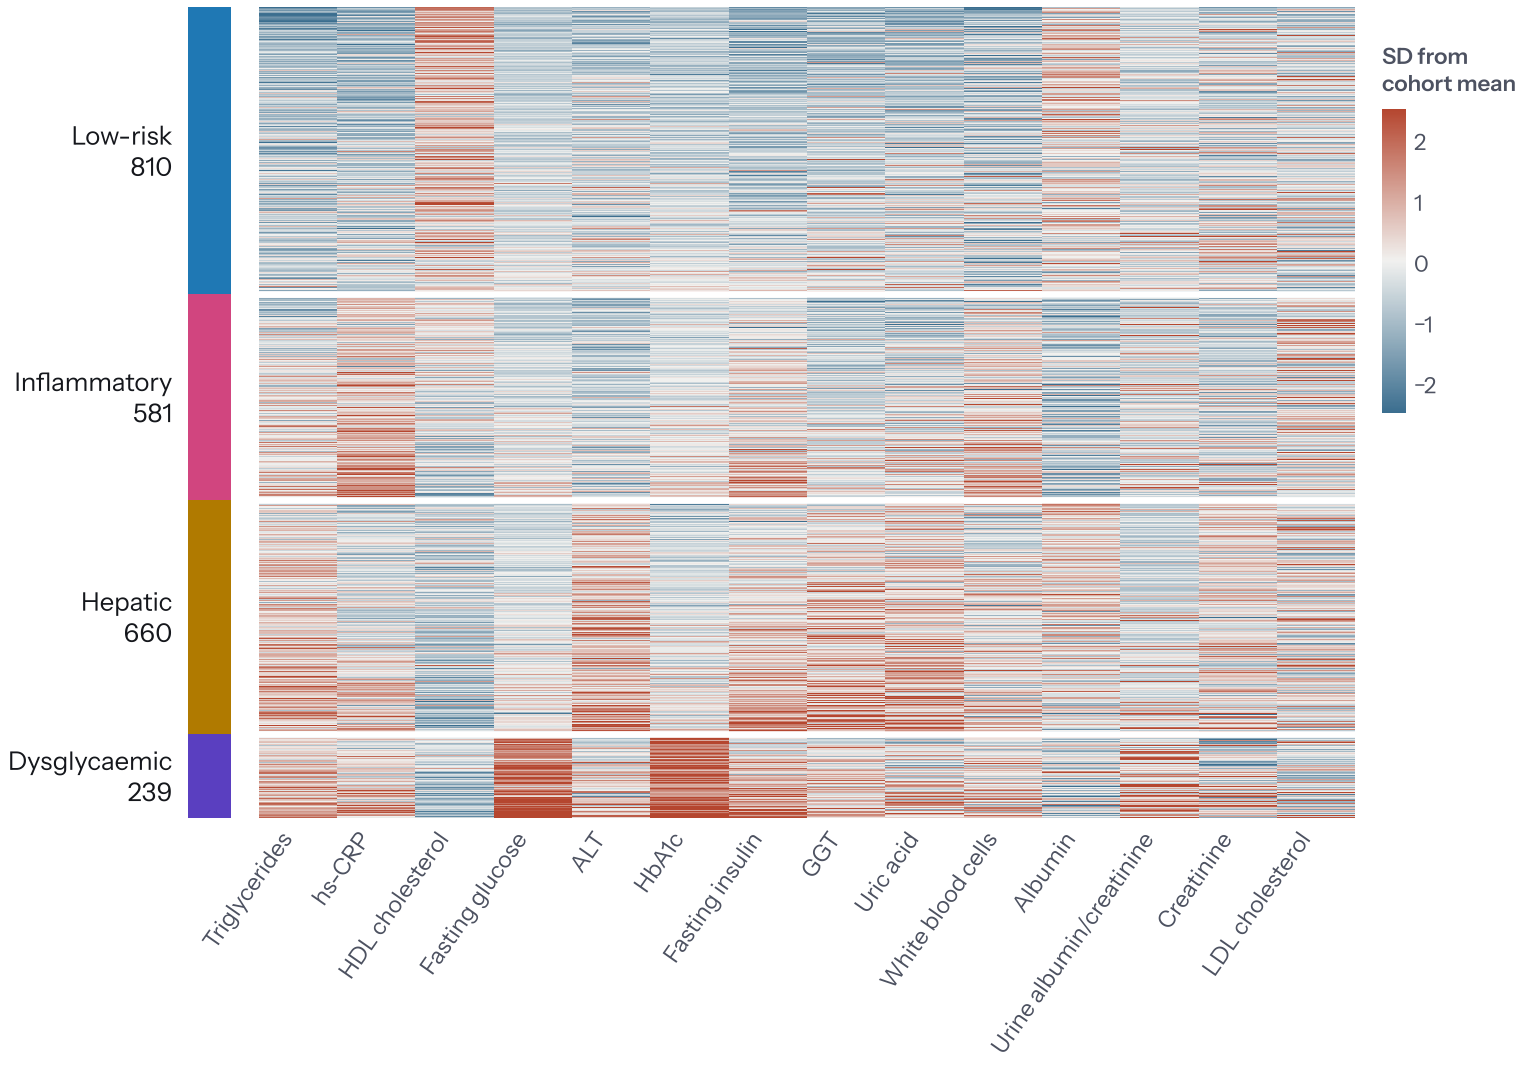 SD from
cohort mean
2
1
0
−1
−2
Low-risk
810
Inflammatory
581
Hepatic
660
Dysglycaemic
239
Triglycerides
hs-CRP
HDL cholesterol
Fasting glucose
ALT
HbA1c
Fasting insulin
GGT
Uric acid
White blood cells
Albumin
Urine albumin/creatinine
Creatinine
LDL cholesterol